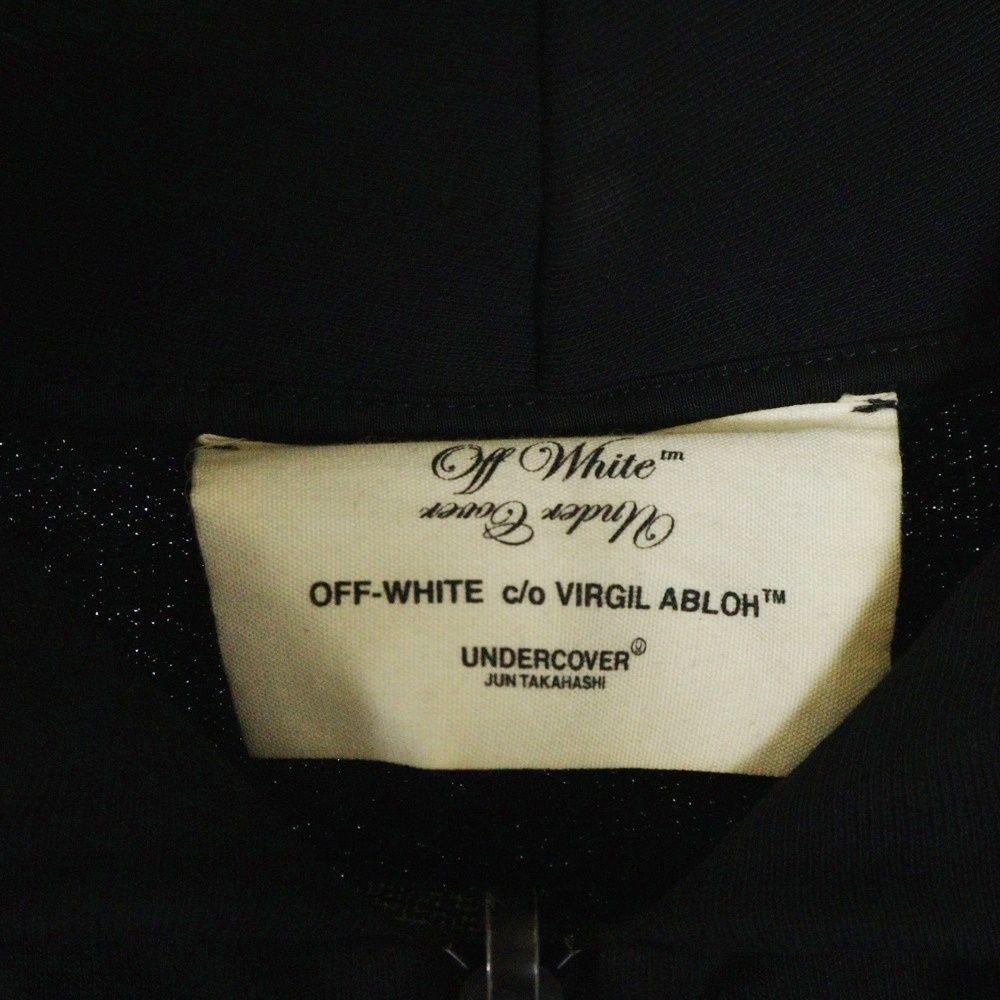 Off White™
Under Cover
OFF-WHITE c/o VIRGIL ABLOH™
UNDERCOVER
JUN TAKAHASHI